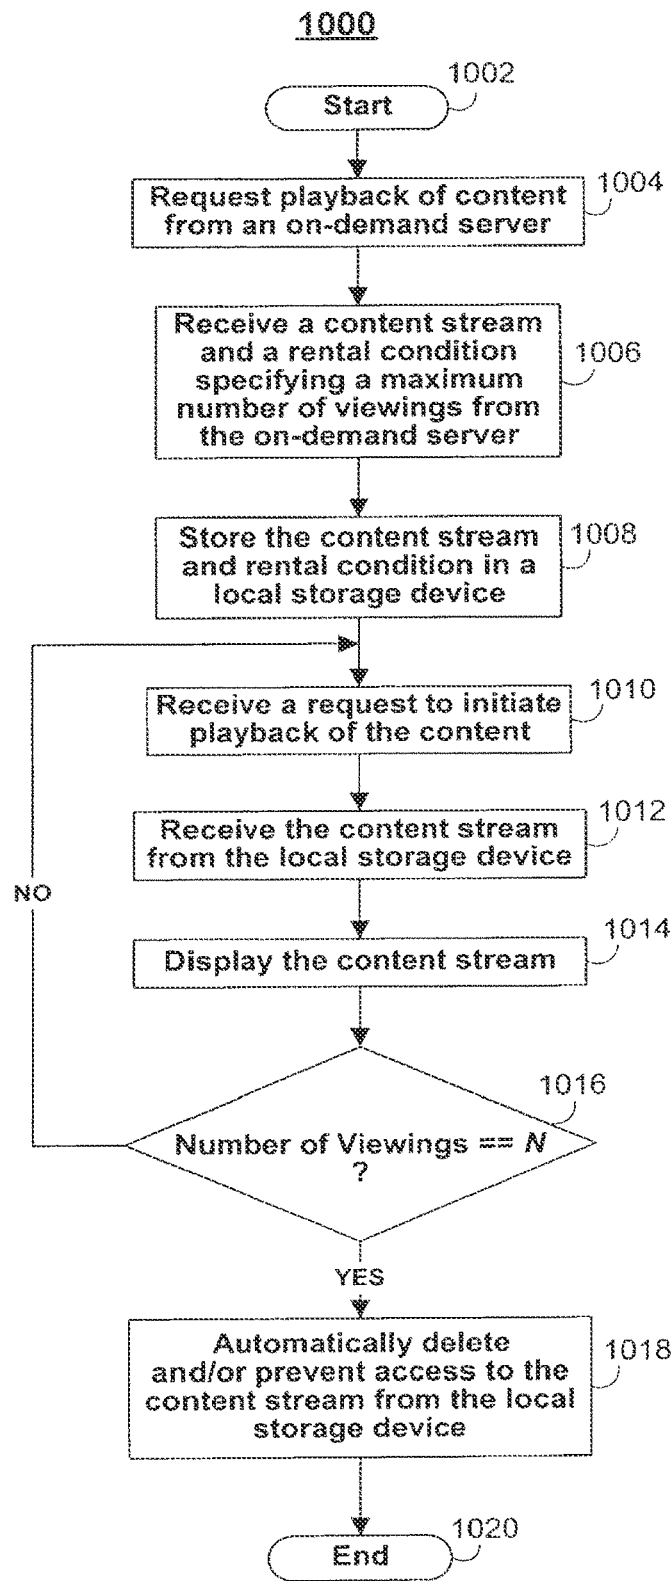 1000
1002
Start
1004
Request playback of content
from an on-demand server
Receive a content stream
and a rental condition
specifying a maximum
number of viewings from
the on-demand server
1006
Store the content stream
and rental condition in a
local storage device
1008
Receive a request to initiate
playback of the content
1010
Receive the content stream
from the local storage device
1012
NO
Display the content stream
1014
1016
Number of Viewings == N
?
YES
Automatically delete
and/or prevent access to the
content stream from the local
storage device
1018
End
1020